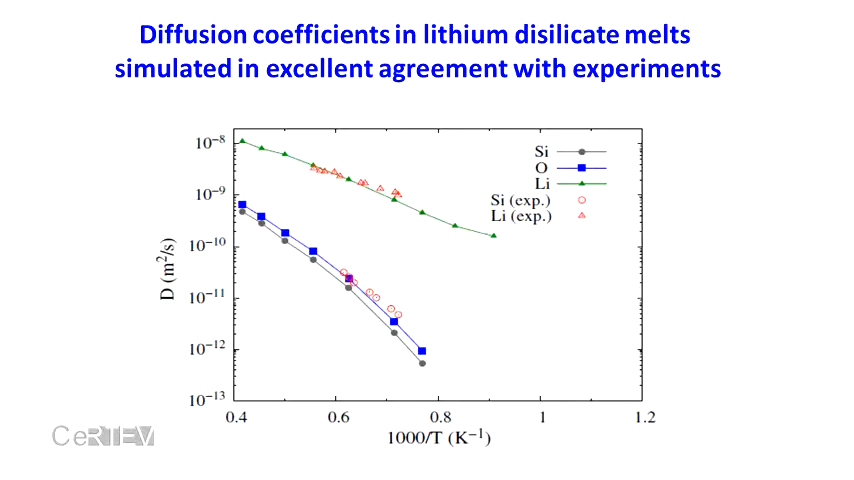 Diffusion coefficients in lithium disilicate melts
simulated in excellent agreement with experiments
10⁻⁸
10⁻⁹
10⁻¹⁰
10⁻¹¹
10⁻¹²
10⁻¹³
D (m²/s)
Si
O
Li
Si (exp.)
Li (exp.)
0.4 0.6 0.8 1 1.2
1000/T (K⁻¹)
CeRTEV